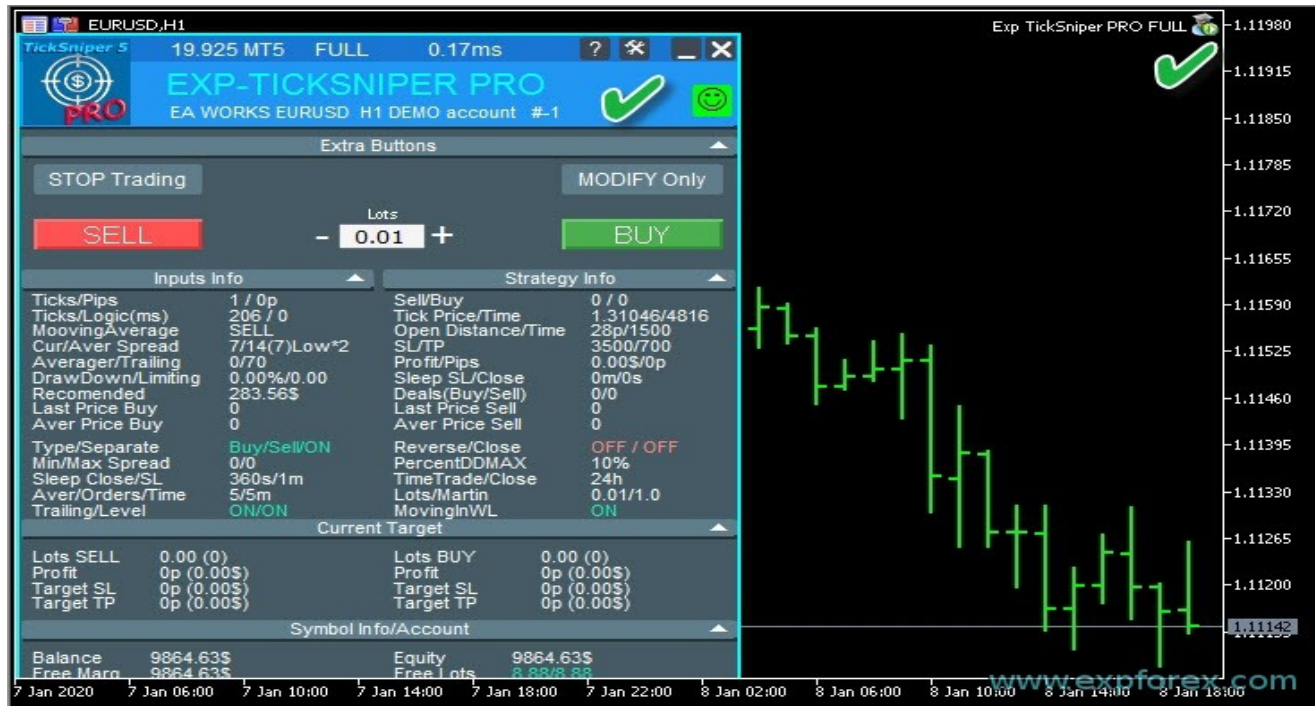 EURUSD,H1
Exp TickSniper PRO FULL
TickSniper 5 19.925 MT5 FULL 0.17ms ? _ X
$
PRO
EXP-TICKSNIPER PRO
EA WORKS EURUSD H1 DEMO account #-1
Extra Buttons
STOP Trading MODIFY Only
Lots
SELL - 0.01 + BUY
Inputs Info Strategy Info
Ticks/Pips 1 / 0p Sell/Buy 0 / 0
Ticks/Logic(ms) 206 / 0 Tick Price/Time 1.31046/4816
MoovingAverage SELL Open Distance/Time 28p/1500
Cur/Aver Spread 7/14(7)Low*2 SL/TP 3500/700
Averager/Trailing 0/70 Profit/Pips 0.00$/0p
DrawDown/Limiting 0.00%/0.00 Sleep SL/Close 0m/0s
Recomended 283.56$ Deals(Buy/Sell) 0/0
Last Price Buy 0 Last Price Sell 0
Aver Price Buy 0 Aver Price Sell 0
Type/Separate Buy/Sell/ON Reverse/Close OFF / OFF
Min/Max Spread 0/0 PercentDDMAX 10%
Sleep Close/SL 360s/1m TimeTrade/Close 24h
Aver/Orders/Time 5/5m Lots/Martin 0.01/1.0
Trailing/Level ON/ON MovingInWL ON
Current Target
Lots SELL 0.00 (0) Lots BUY 0.00 (0)
Profit 0p (0.00$) Profit 0p (0.00$)
Target SL 0p (0.00$) Target SL 0p (0.00$)
Target TP 0p (0.00$) Target TP 0p (0.00$)
Symbol Info/Account
Balance 9864.63$ Equity 9864.63$
Free Marg 9864.63$ Free Lots 8.88/8.88
1.11980
1.11915
1.11850
1.11785
1.11720
1.11655
1.11590
1.11525
1.11460
1.11395
1.11330
1.11265
1.11200
1.11142
www.expforex.com
7 Jan 2020 7 Jan 06:00 7 Jan 10:00 7 Jan 14:00 7 Jan 18:00 7 Jan 22:00 8 Jan 02:00 8 Jan 06:00 8 Jan 10:00 8 Jan 14:00 8 Jan 18:00